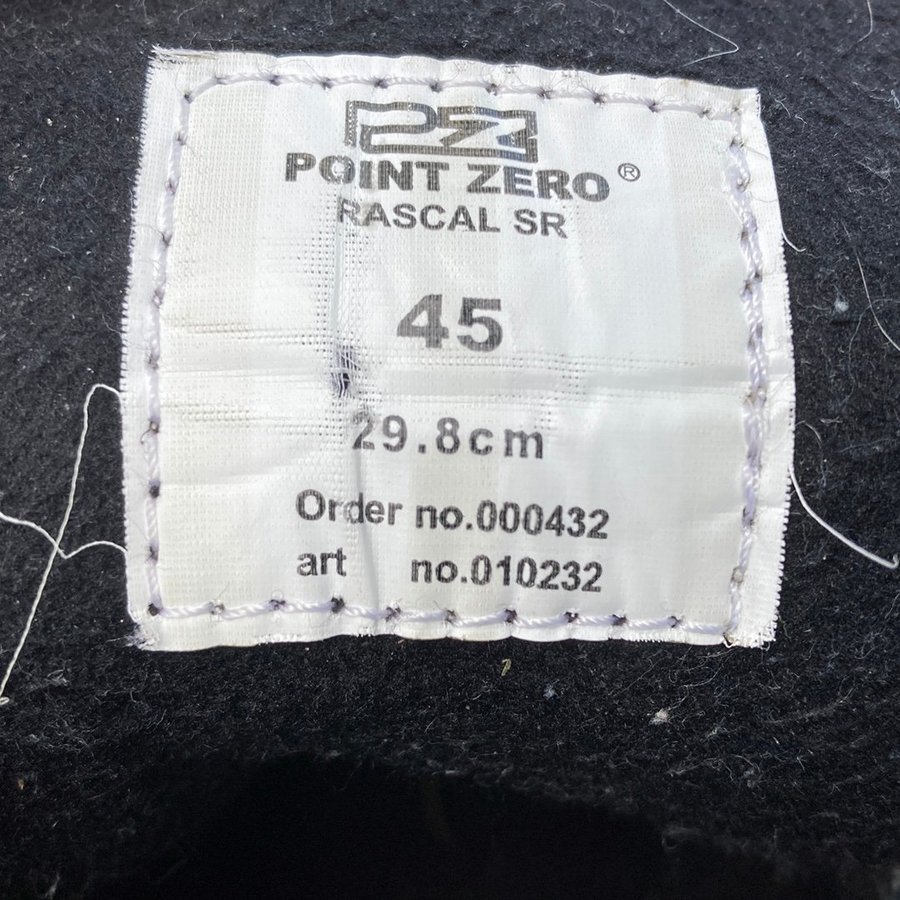 PZ
POINT ZERO®
RASCAL SR
45
29.8cm
Order no.000432
art no.010232